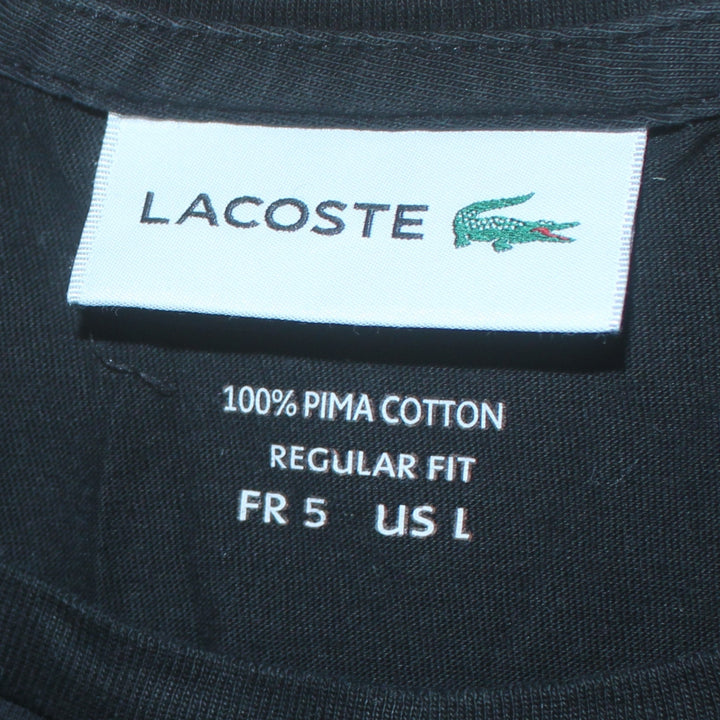 LACOSTE
100% PIMA COTTON
REGULAR FIT
FR 5 US L